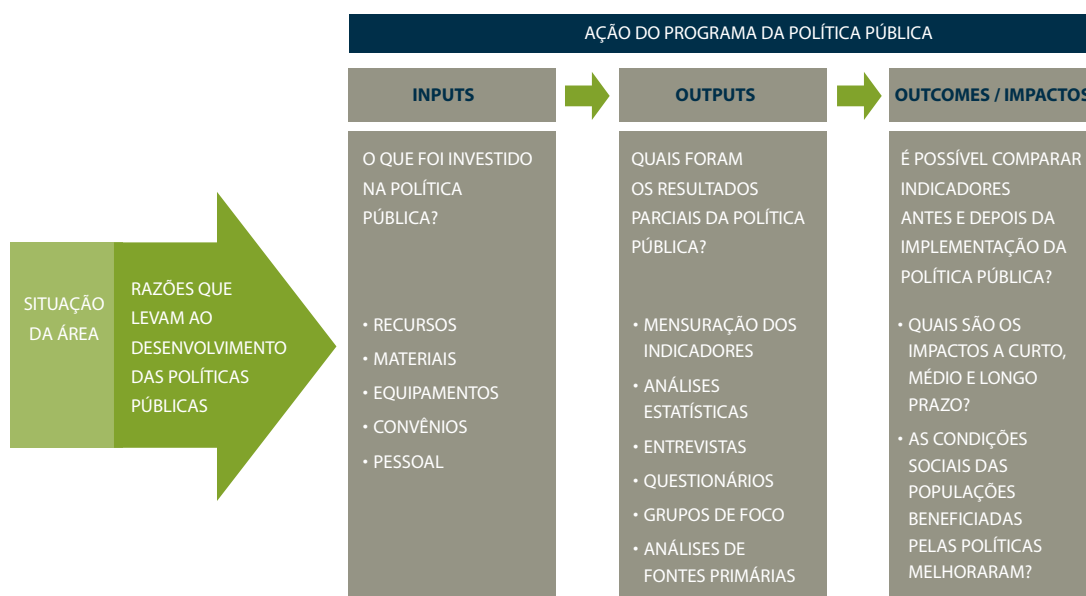 AÇÃO DO PROGRAMA DA POLÍTICA PÚBLICA
INPUTS
OUTPUTS
OUTCOMES / IMPACTOS
SITUAÇÃO
DA ÁREA
RAZÕES QUE
LEVAM AO
DESENVOLVIMENTO
DAS POLÍTICAS
PÚBLICAS
O QUE FOI INVESTIDO
NA POLÍTICA
PÚBLICA?
• RECURSOS
• MATERIAIS
• EQUIPAMENTOS
• CONVÊNIOS
• PESSOAL
QUAIS FORAM
OS RESULTADOS
PARCIAIS DA POLÍTICA
PÚBLICA?
• MENSURAÇÃO DOS
INDICADORES
• ANÁLISES
ESTATÍSTICAS
• ENTREVISTAS
• QUESTIONÁRIOS
• GRUPOS DE FOCO
• ANÁLISES DE
FONTES PRIMÁRIAS
É POSSÍVEL COMPARAR
INDICADORES
ANTES E DEPOIS DA
IMPLEMENTAÇÃO DA
POLÍTICA PÚBLICA?
• QUAIS SÃO OS
IMPACTOS A CURTO,
MÉDIO E LONGO
PRAZO?
• AS CONDIÇÕES
SOCIAIS DAS
POPULAÇÕES
BENEFICIADAS
PELAS POLÍTICAS
MELHORARAM?